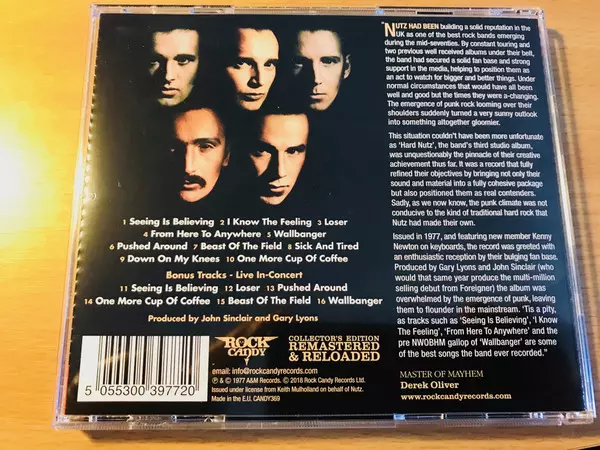 NUTZ HAD BEEN building a solid reputation in the
UK as one of the best rock bands emerging
during the mid-seventies. By constant touring and
two previous well received albums under their belt,
the band had secured a solid fan base and strong
support in the media, helping to position them as
an act to watch for bigger and better things. Under
normal circumstances that would have all been
well and good but the times they were a-changing.
The emergence of punk rock looming over their
shoulders suddenly turned a very sunny outlook
into something altogether gloomier.
This situation couldn't have been more unfortunate
as 'Hard Nutz', the band's third studio album,
was unquestionably the pinnacle of their creative
achievement thus far. It was a record that fully
refined their objectives by bringing not only their
sound and material into a fully cohesive package
but also positioned them as real contenders.
Sadly, as we now know, the punk climate was not
conducive to the kind of traditional hard rock that
Nutz had made their own.
Issued in 1977, and featuring new member Kenny
Newton on keyboards, the record was greeted with
an enthusiastic reception by their bulging fan base.
Produced by Gary Lyons and John Sinclair (who
would that same year produce the multi-million
selling debut from Foreigner) the album was
overwhelmed by the emergence of punk, leaving
them to flounder in the mainstream. 'Tis a pity,
as tracks such as 'Seeing Is Believing', 'I Know
The Feeling', 'From Here To Anywhere' and the
pre NWOBHM gallop of 'Wallbanger' are some
of the best songs the band ever recorded."
MASTER OF MAYHEM
Derek Oliver
www.rockcandyrecords.com
1 Seeing Is Believing 2 I Know The Feeling 3 Loser
4 From Here To Anywhere 5 Wallbanger
6 Pushed Around 7 Beast Of The Field 8 Sick And Tired
9 Down On My Knees 10 One More Cup Of Coffee
Bonus Tracks - Live In-Concert
11 Seeing Is Believing 12 Loser 13 Pushed Around
14 One More Cup Of Coffee 15 Beast Of The Field 16 Wallbanger
Produced by John Sinclair and Gary Lyons
ROCK
CANDY
COLLECTOR'S EDITION
REMASTERED
& RELOADED
email: info@rockcandyrecords.com
℗ & © 1977 A&M Records. © 2018 Rock Candy Records Ltd.
Issued under license from Keith Mulholland on behalf of Nutz.
Made in the E.U. CANDY369
5 055300 397720